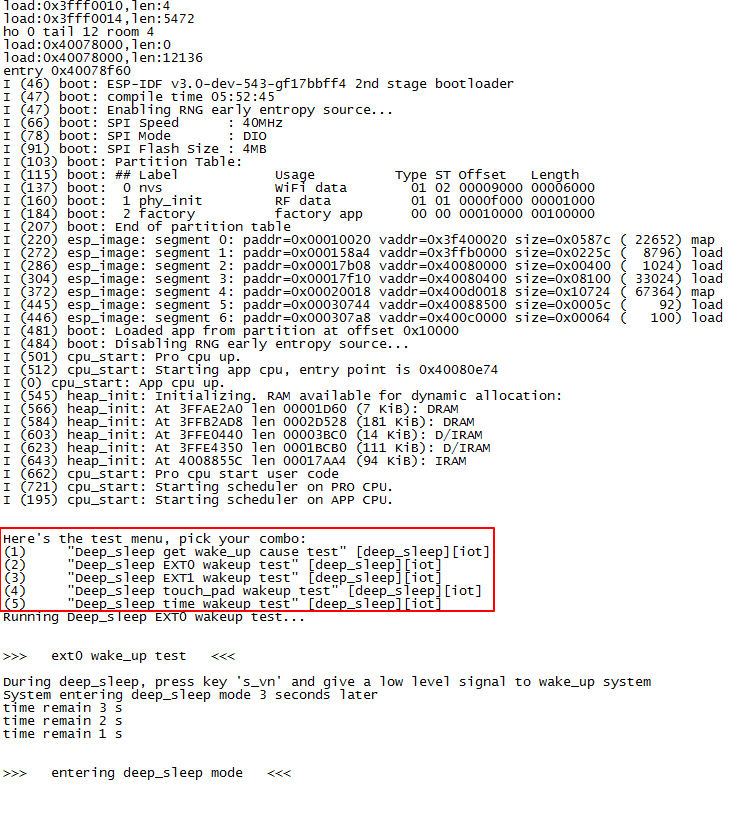 load:0x3fff0010,len:4
load:0x3fff0014,len:5472
ho 0 tail 12 room 4
load:0x40078000,len:0
load:0x40078000,len:12136
entry 0x40078f60
I (46) boot: ESP-IDF v3.0-dev-543-gf17bbff4 2nd stage bootloader
I (47) boot: compile time 05:52:45
I (47) boot: Enabling RNG early entropy source...
I (66) boot: SPI Speed      : 40MHz
I (78) boot: SPI Mode       : DIO
I (91) boot: SPI Flash Size : 4MB
I (103) boot: Partition Table:
I (115) boot: ## Label            Usage          Type ST Offset   Length
I (137) boot:  0 nvs              WiFi data        01 02 00009000 00006000
I (160) boot:  1 phy_init         RF data          01 01 0000f000 00001000
I (184) boot:  2 factory          factory app      00 00 00010000 00100000
I (207) boot: End of partition table
I (220) esp_image: segment 0: paddr=0x00010020 vaddr=0x3f400020 size=0x0587c ( 22652) map
I (272) esp_image: segment 1: paddr=0x000158a4 vaddr=0x3ffb0000 size=0x0225c (  8796) load
I (286) esp_image: segment 2: paddr=0x00017b08 vaddr=0x40080000 size=0x00400 (  1024) load
I (304) esp_image: segment 3: paddr=0x00017f10 vaddr=0x40080400 size=0x08100 ( 33024) load
I (372) esp_image: segment 4: paddr=0x00020018 vaddr=0x400d0018 size=0x10724 ( 67364) map
I (445) esp_image: segment 5: paddr=0x00030744 vaddr=0x40088500 size=0x0005c (    92) load
I (446) esp_image: segment 6: paddr=0x000307a8 vaddr=0x400c0000 size=0x00064 (   100) load
I (481) boot: Loaded app from partition at offset 0x10000
I (484) boot: Disabling RNG early entropy source...
I (501) cpu_start: Pro cpu up.
I (512) cpu_start: Starting app cpu, entry point is 0x40080e74
I (0) cpu_start: App cpu up.
I (545) heap_init: Initializing. RAM available for dynamic allocation:
I (566) heap_init: At 3FFAE2A0 len 00001D60 (7 KiB): DRAM
I (584) heap_init: At 3FFB2AD8 len 0002D528 (181 KiB): DRAM
I (603) heap_init: At 3FFE0440 len 00003BC0 (14 KiB): D/IRAM
I (623) heap_init: At 3FFE4350 len 0001BCB0 (111 KiB): D/IRAM
I (643) heap_init: At 4008855C len 00017AA4 (94 KiB): IRAM
I (662) cpu_start: Pro cpu start user code
I (721) cpu_start: Starting scheduler on PRO CPU.
I (195) cpu_start: Starting scheduler on APP CPU.
Here's the test menu, pick your combo:
(1)     "Deep_sleep get wake_up cause test" [deep_sleep][iot]
(2)     "Deep_sleep EXT0 wakeup test" [deep_sleep][iot]
(3)     "Deep_sleep EXT1 wakeup test" [deep_sleep][iot]
(4)     "Deep_sleep touch_pad wakeup test" [deep_sleep][iot]
(5)     "Deep_sleep time wakeup test" [deep_sleep][iot]
Running Deep_sleep EXT0 wakeup test...
>>>   ext0 wake_up test   <<<
During deep_sleep, press key 's_vn' and give a low level signal to wake_up system
System entering deep_sleep mode 3 seconds later
time remain 3 s
time remain 2 s
time remain 1 s
>>>   entering deep_sleep mode   <<<